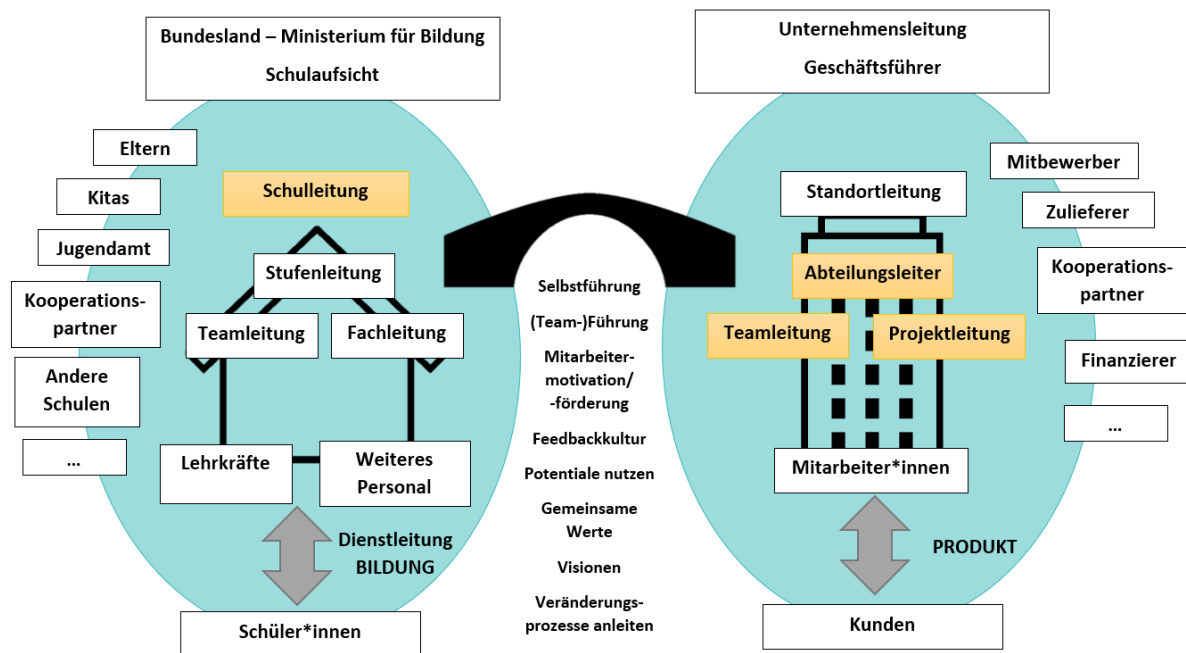 Bundesland – Ministerium für Bildung
Schulaufsicht
Eltern
Kitas
Jugendamt
Kooperations-
partner
Andere
Schulen
...
Schulleitung
Stufenleitung
Teamleitung
Fachleitung
Lehrkräfte
Weiteres
Personal
Dienstleitung
BILDUNG
Schüler*innen
Selbstführung
(Team-)Führung
Mitarbeiter-
motivation/
-förderung
Feedbackkultur
Potentiale nutzen
Gemeinsame
Werte
Visionen
Veränderungs-
prozesse anleiten
Unternehmensleitung
Geschäftsführer
Standortleitung
Abteilungsleiter
Teamleitung
Projektleitung
Mitarbeiter*innen
PRODUKT
Kunden
Mitbewerber
Zulieferer
Kooperations-
partner
Finanzierer
...